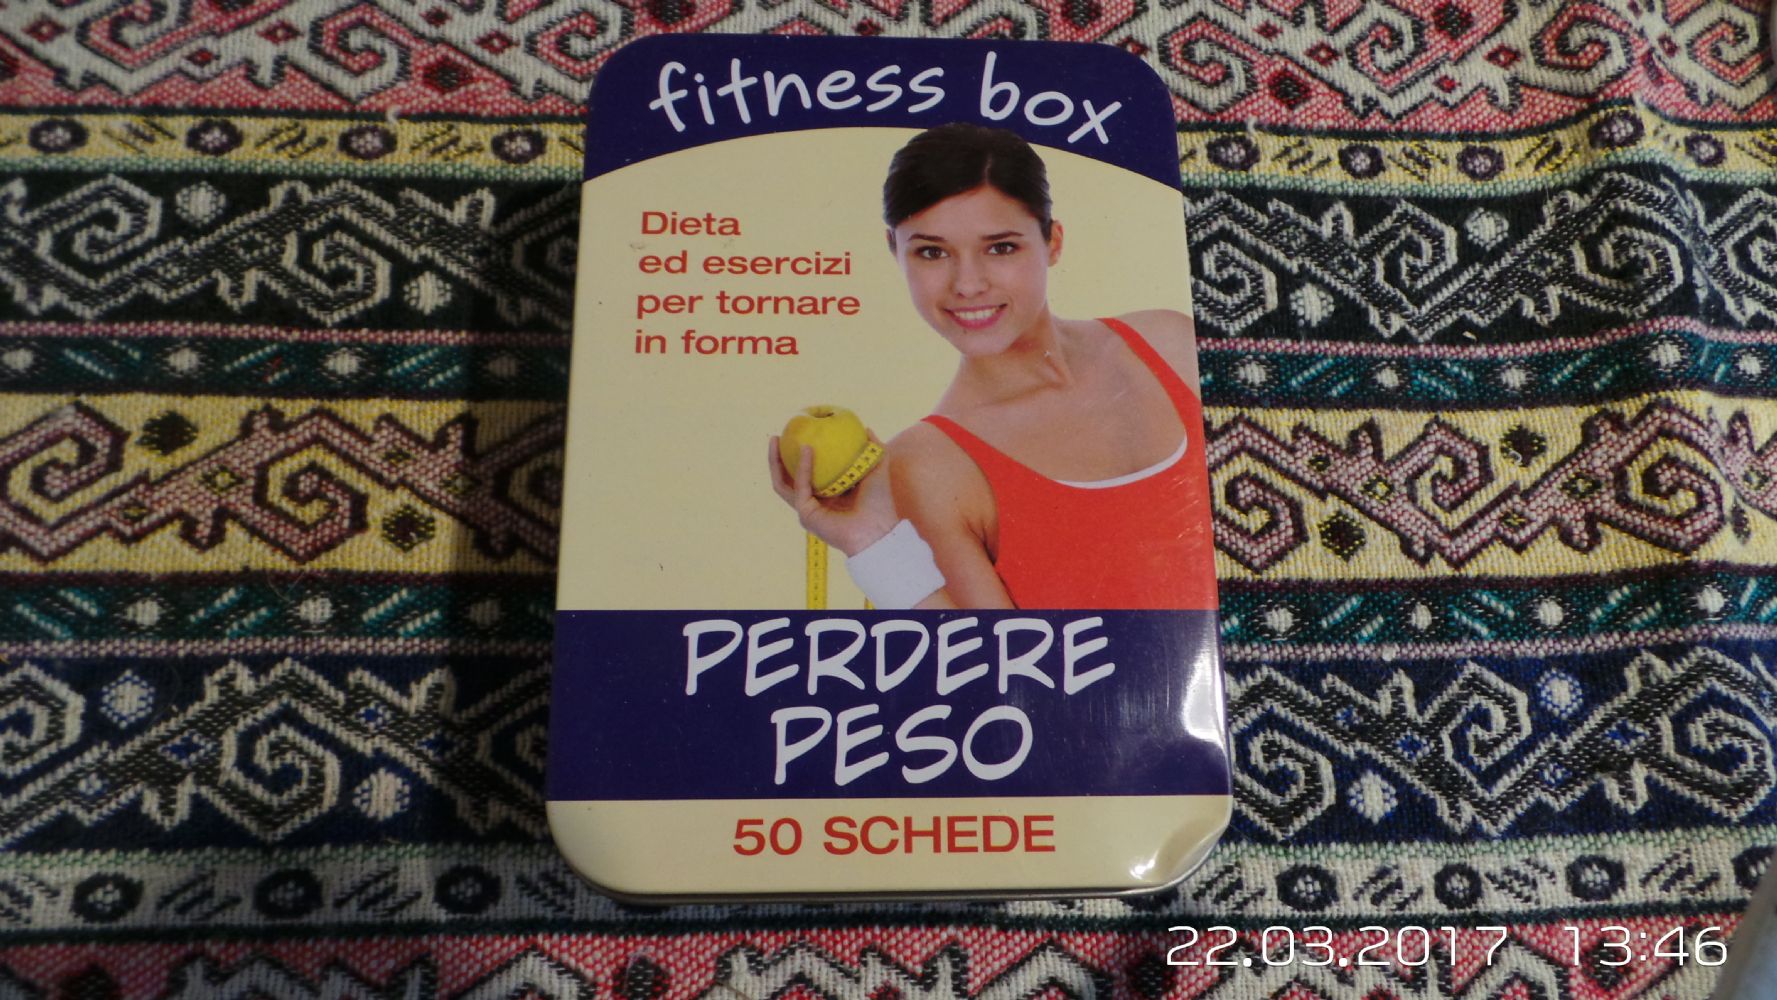 fitness box
Dieta
ed esercizi
per tornare
in forma
PERDERE
PESO
50 SCHEDE
22.03.2017 13:46